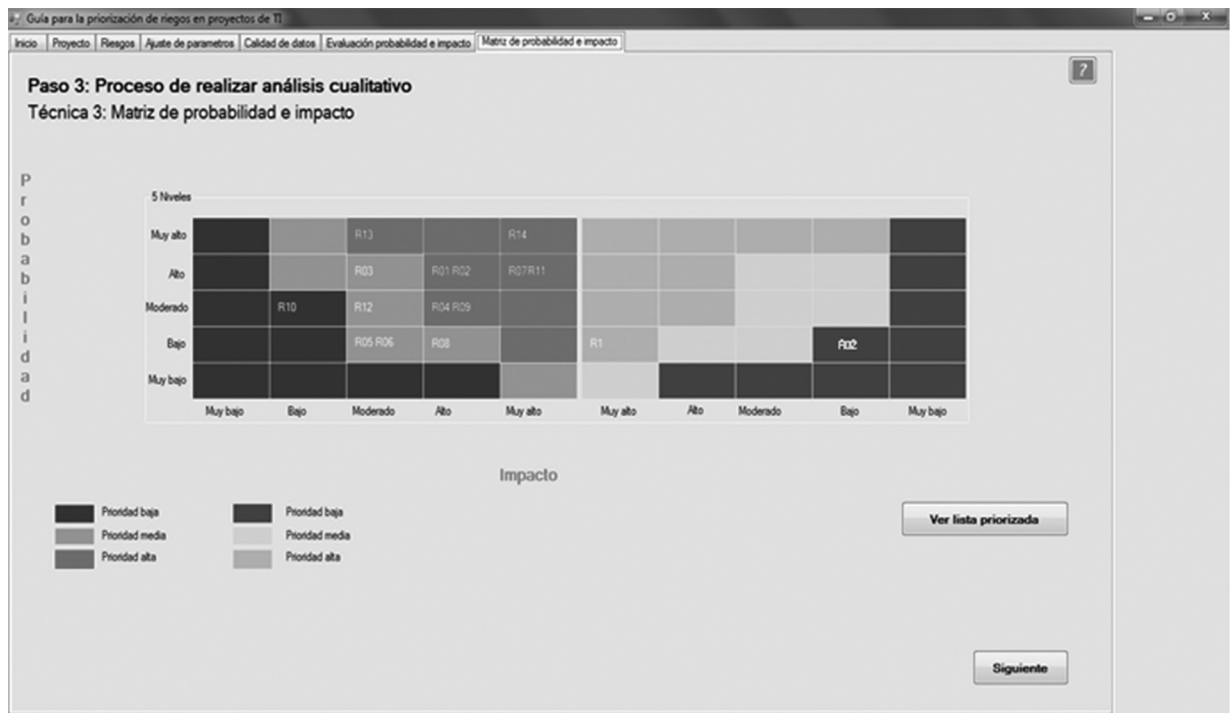 Guía para la priorización de riegos en proyectos de TI
Inicio Proyecto Riesgos Ajuste de parametros Calidad de datos Evaluación probabilidad e impacto Matriz de probabilidad e impacto
?
Paso 3: Proceso de realizar análisis cualitativo
Técnica 3: Matriz de probabilidad e impacto
Probabilidad
5 Niveles
Muy alto R13 R14
Alto R03 R01 R02 R07R11
Moderado R10 R12 R04 R09
Bajo R05 R06 R08 R1
Muy bajo
Muy bajo Bajo Moderado Alto Muy alto Muy alto Alto Moderado Bajo Muy bajo
Impacto
Prioridad baja Prioridad baja
Prioridad media Prioridad media
Prioridad alta Prioridad alta
Ver lista priorizada
Siguiente